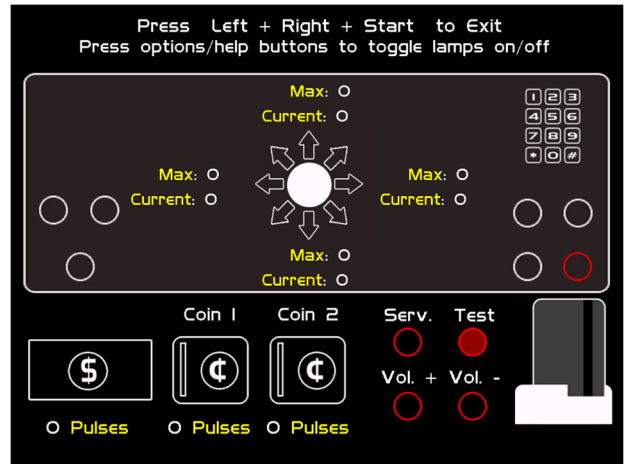 Press Left + Right + Start to Exit
Press options/help buttons to toggle lamps on/off
Max: 0
Current: 0
1 2 3
4 5 6
7 8 9
* 0 #
Max: 0
Current: 0
Max: 0
Current: 0
Max: 0
Current: 0
Coin 1
Coin 2
Serv.
Test
$
¢
¢
Vol. +
Vol. -
0 Pulses
0 Pulses
0 Pulses